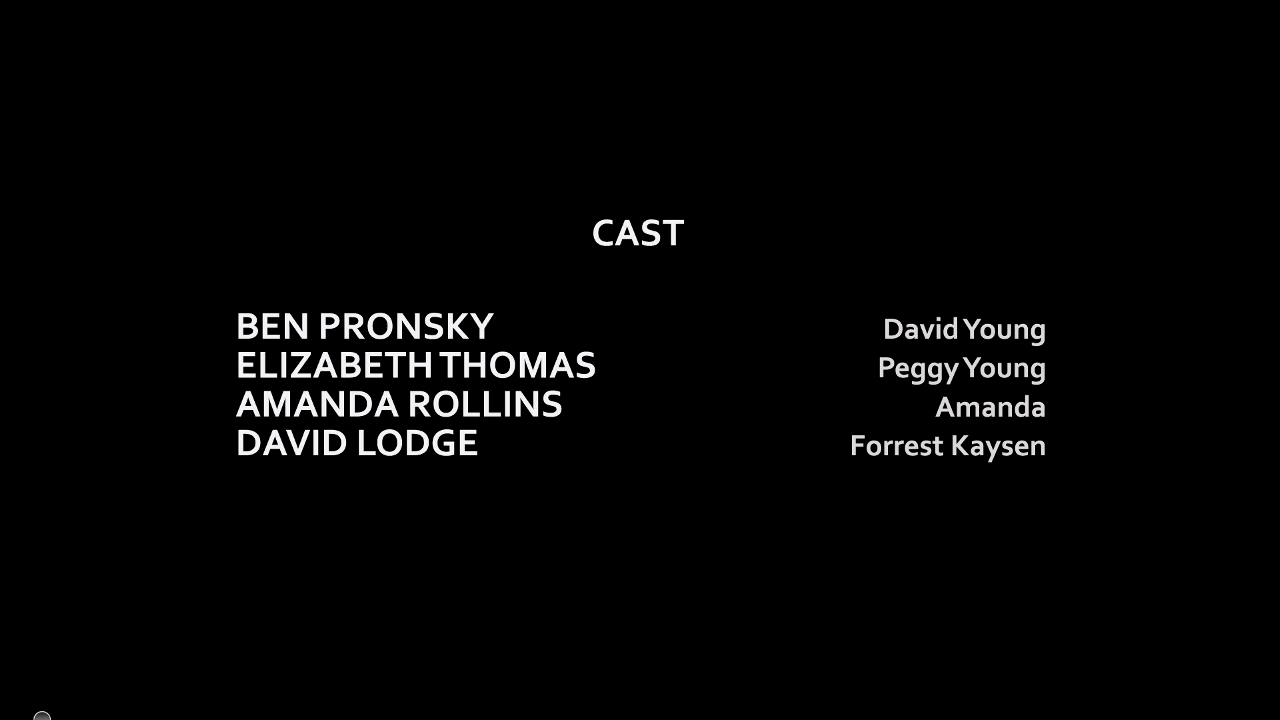 CAST
BEN PRONSKY David Young
ELIZABETH THOMAS Peggy Young
AMANDA ROLLINS Amanda
DAVID LODGE Forrest Kaysen